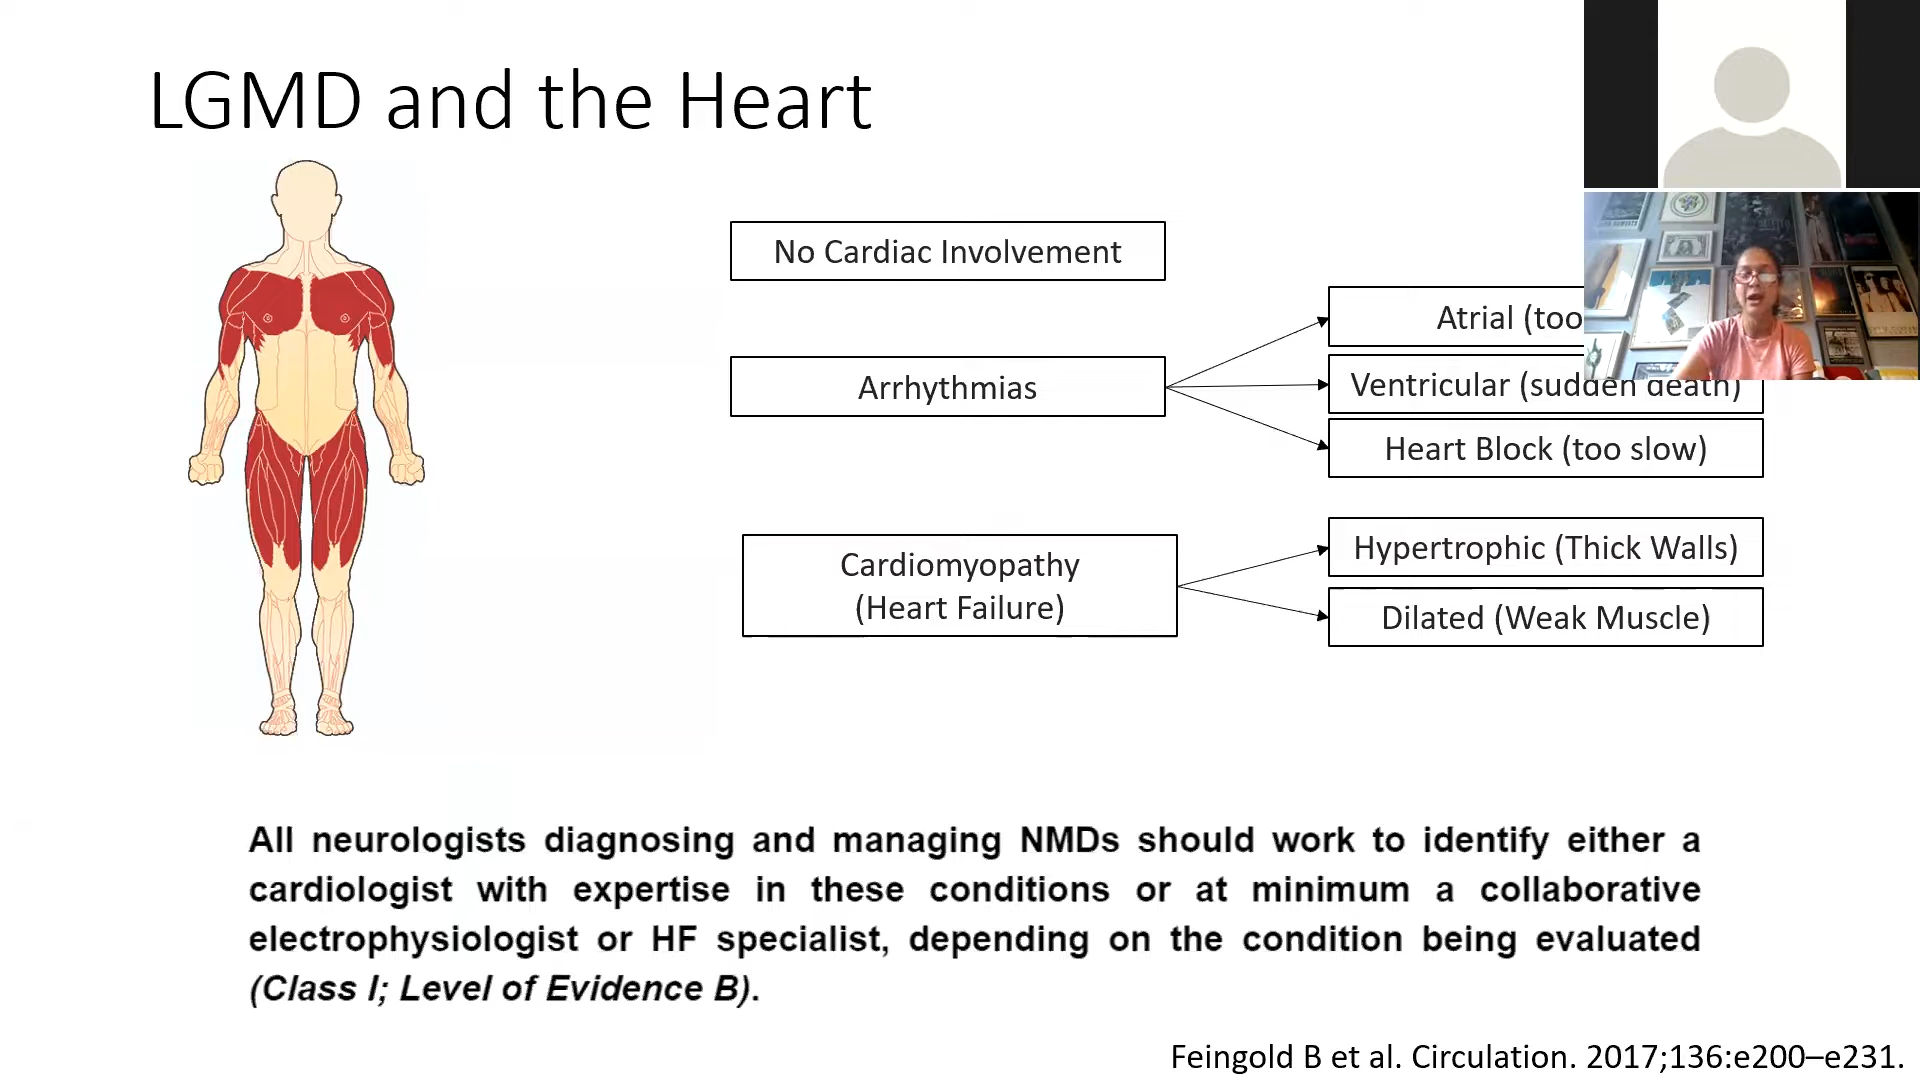 LGMD and the Heart
No Cardiac Involvement
Arrhythmias
Atrial (too
Ventricular (sudden death)
Heart Block (too slow)
Cardiomyopathy
(Heart Failure)
Hypertrophic (Thick Walls)
Dilated (Weak Muscle)
All neurologists diagnosing and managing NMDs should work to identify either a
cardiologist with expertise in these conditions or at minimum a collaborative
electrophysiologist or HF specialist, depending on the condition being evaluated
(Class I; Level of Evidence B).
Feingold B et al. Circulation. 2017;136:e200–e231.